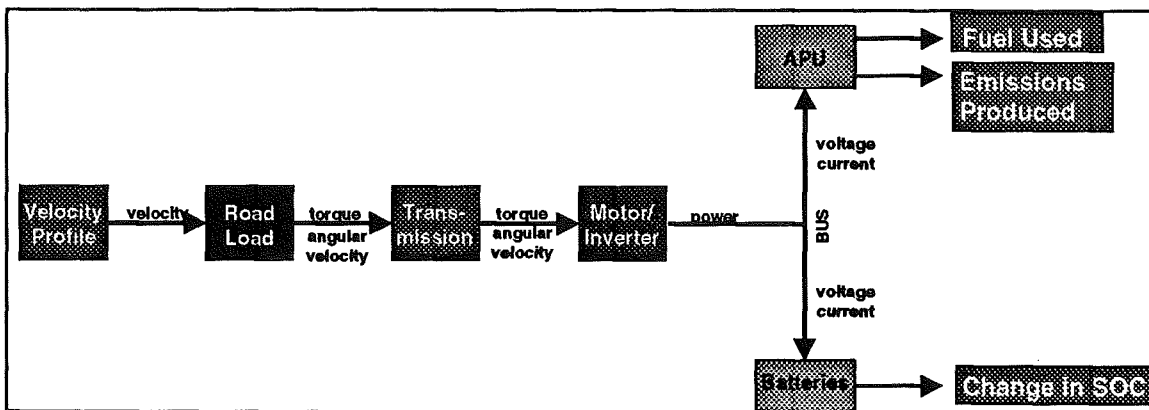 APU
Fuel Used
Emissions
Produced
voltage
current
Velocity
Profile
velocity
Road
Load
torque
angular
velocity
Trans-
mission
torque
angular
velocity
Motor/
Inverter
power
BUS
voltage
current
Batteries
Change in SOC